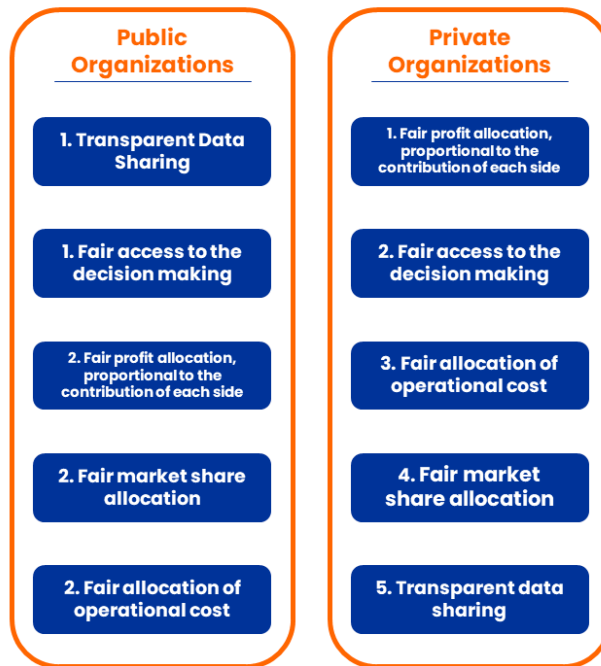 Public
Organizations
1. Transparent Data
Sharing
1. Fair access to the
decision making
2. Fair profit allocation,
proportional to the
contribution of each side
2. Fair market share
allocation
2. Fair allocation of
operational cost
Private
Organizations
1. Fair profit allocation,
proportional to the
contribution of each side
2. Fair access to the
decision making
3. Fair allocation of
operational cost
4. Fair market
share allocation
5. Transparent data
sharing